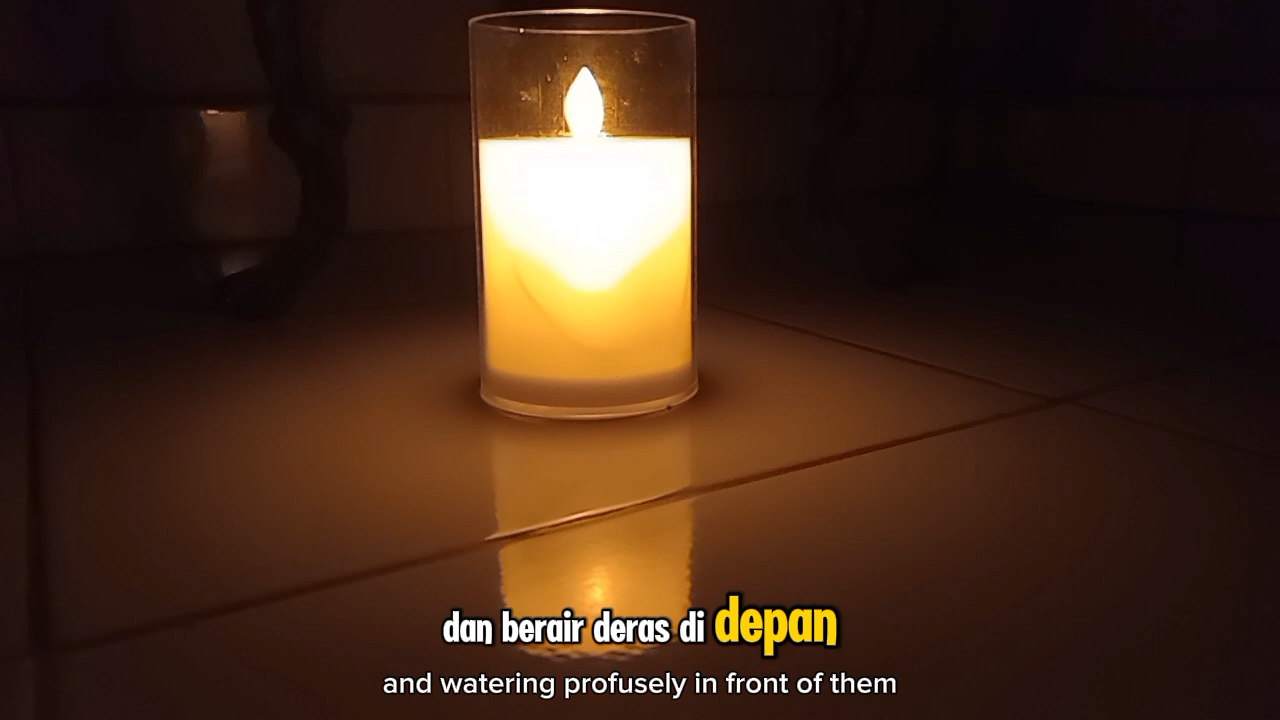 dan berair deras di depan
and watering profusely in front of them